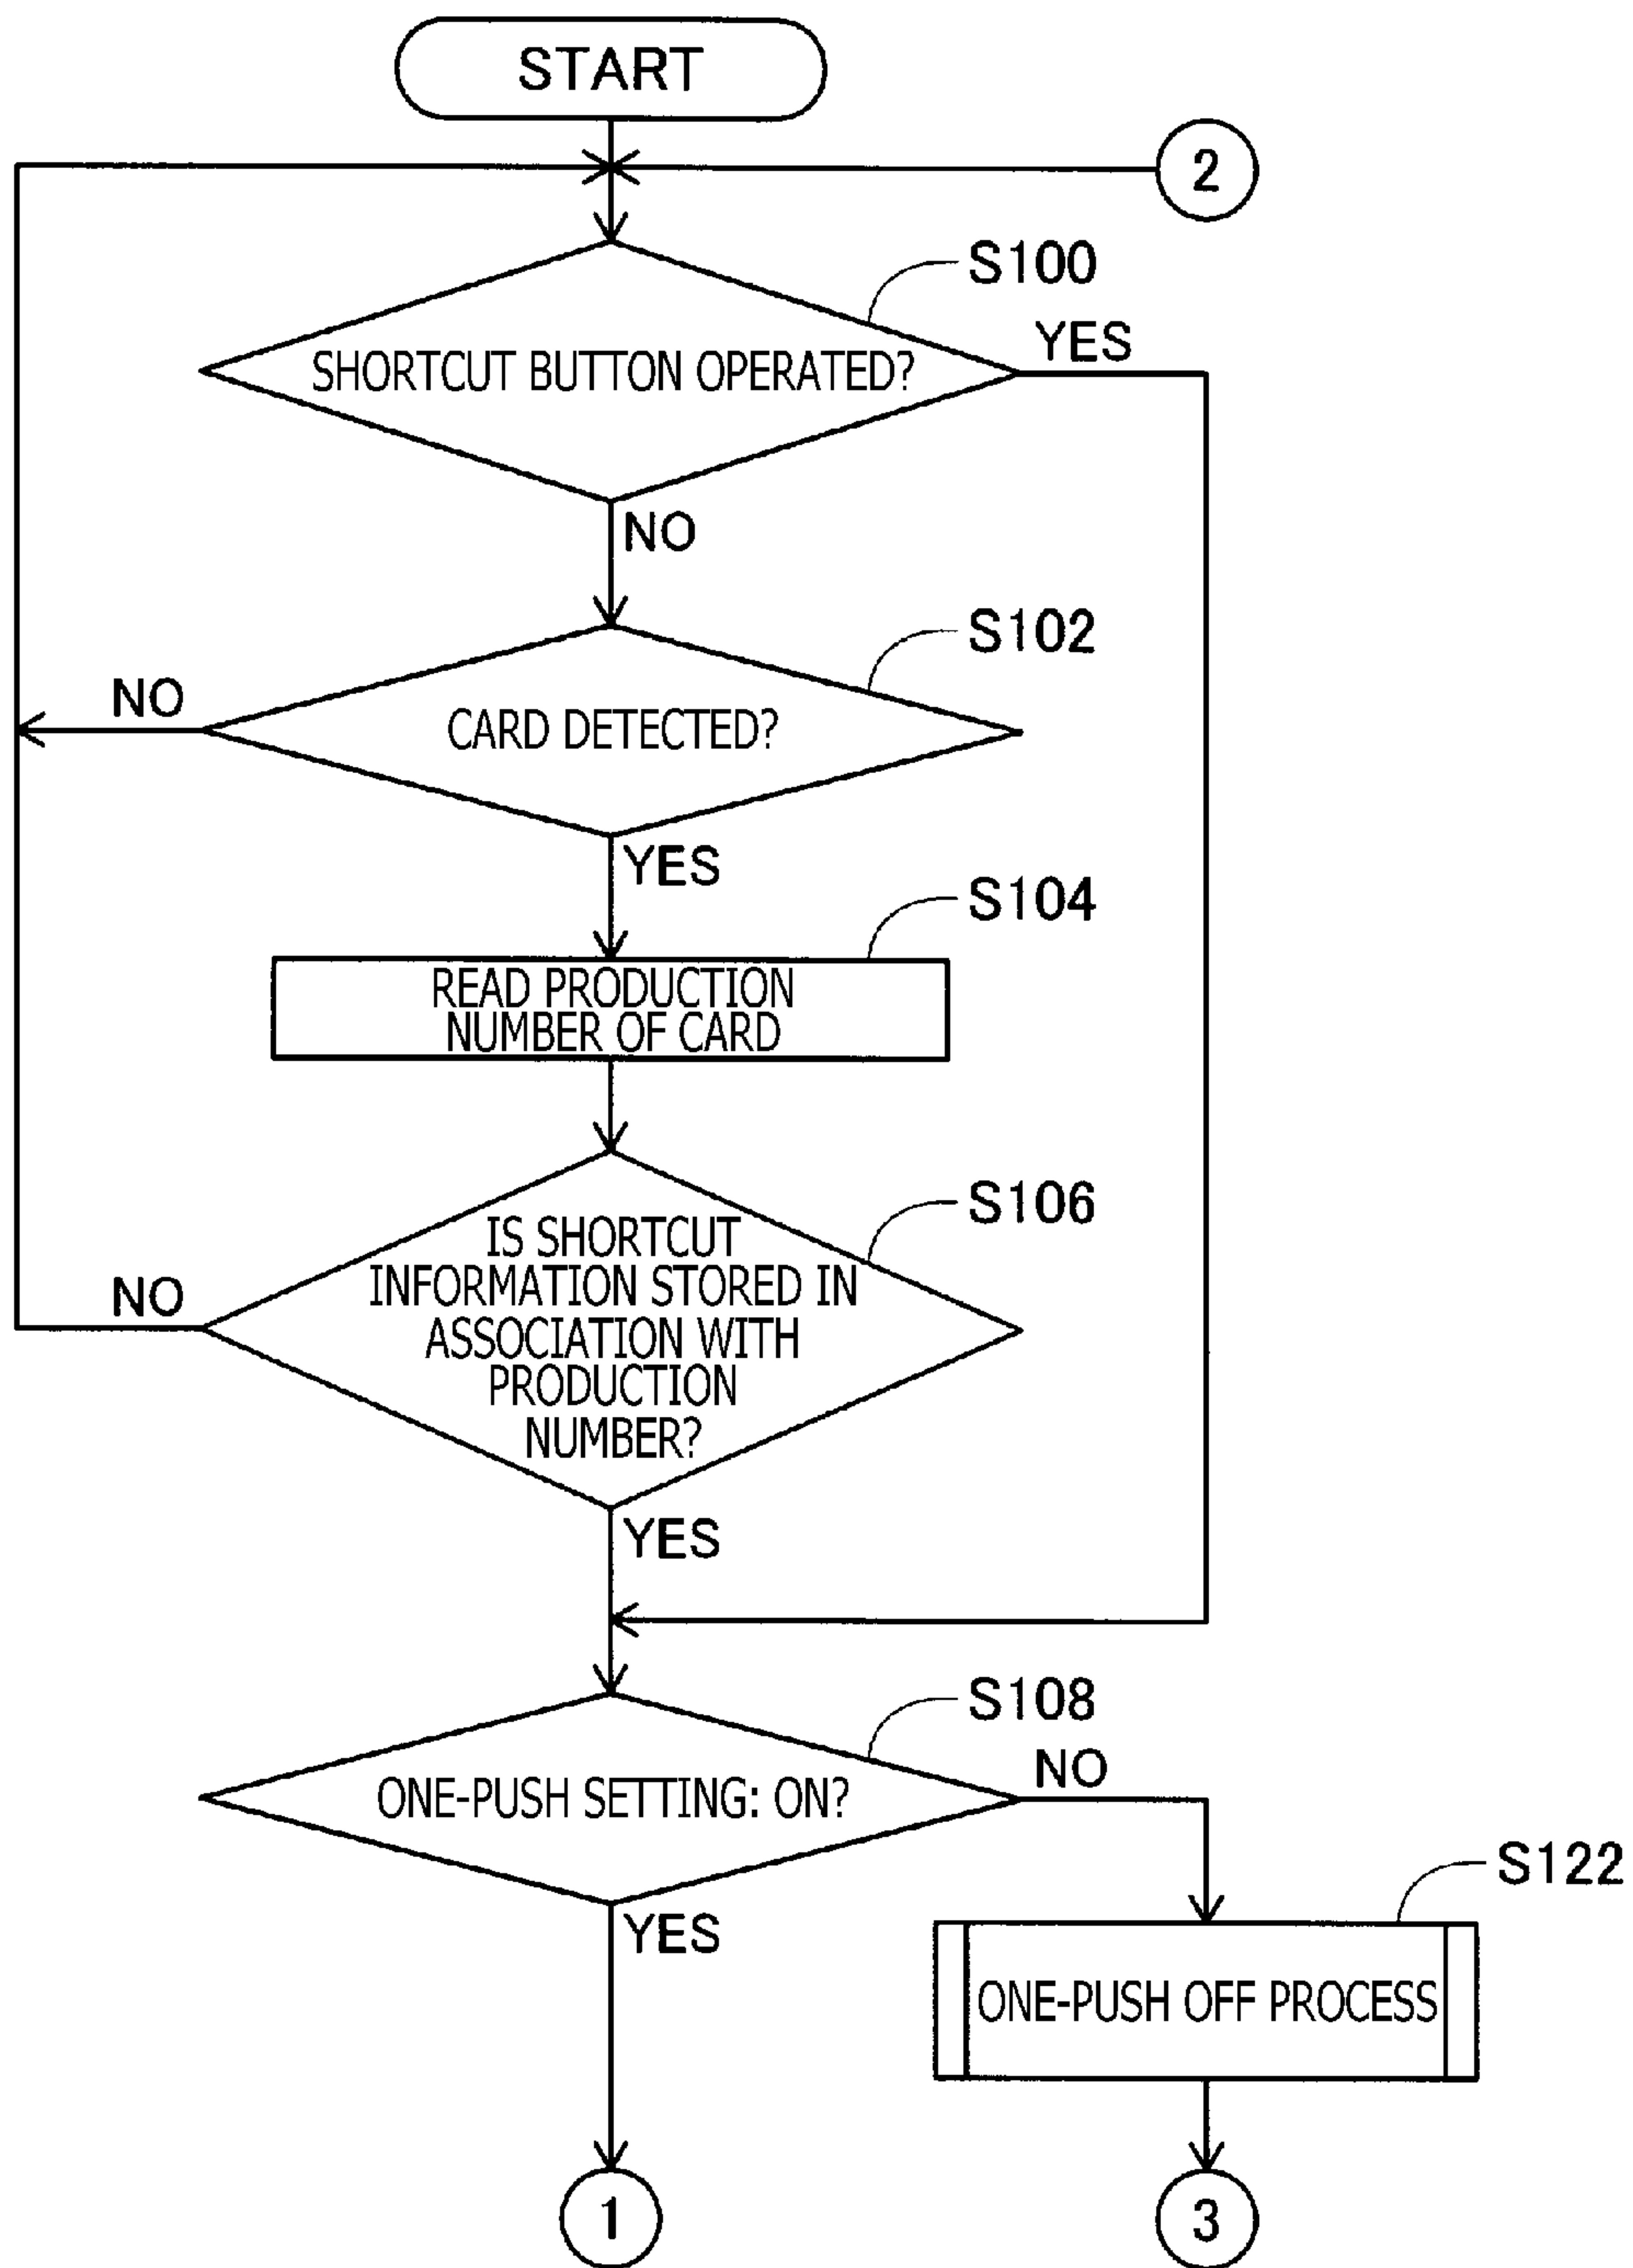 START
2
S100
YES
SHORTCUT BUTTON OPERATED?
NO
S102
NO
CARD DETECTED?
YES
S104
READ PRODUCTION
NUMBER OF CARD
S106
IS SHORTCUT
INFORMATION STORED IN
NO
ASSOCIATION WITH
PRODUCTION
NUMBER?
YES
S108
NO
ONE-PUSH SETTING: ON?
S122
YES
ONE-PUSH OFF PROCESS
1
3